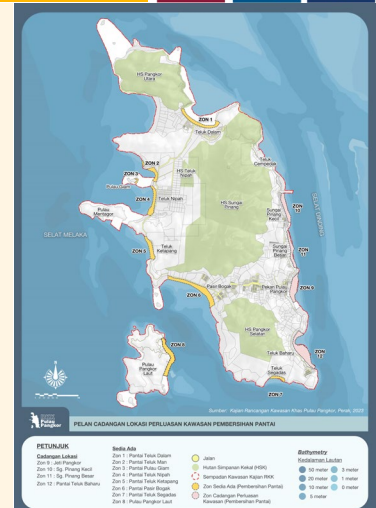 HS Pangkor
Utara
ZON 1
Teluk Dalam
ZON 2
Teluk
Cempedak
ZON 3
HS Teluk
Nipah
Pulau Giam
ZON 4
Teluk Nipah
HS Sungai
Pinang
Pulau
Mentagor
Sungai
Pinang
Kecil
ZON
10
SELAT MELAKA
ZON 5
Teluk
Ketapang
Sungai
Pinang
Besar
ZON
11
Pasir Bogak
Pekan Pulau
Pangkor
ZON 9
ZON 6
HS Pangkor
Selatan
ZON 8
Teluk Baharu
Pulau
Pangkor
Laut
Teluk
Segadas
ZON 7
Sumber: Kajian Rancangan Kawasan Khas Pulau Pangkor, Perak, 2022
Pulau
Pangkor
PELAN CADANGAN LOKASI PERLUASAN KAWASAN PEMBERSIHAN PANTAI
PETUNJUK
Cadangan Lokasi
Zon 9 : Jeti Pangkor
Zon 10 : Sg. Pinang Kecil
Zon 11 : Sg. Pinang Besar
Zon 12 : Pantai Teluk Baharu
Sedia Ada
Zon 1 : Pantai Teluk Dalam
Zon 2 : Pantai Teluk Man
Zon 3 : Pantai Pulau Giam
Zon 4 : Pantai Teluk Nipah
Zon 5 : Pantai Teluk Ketapang
Zon 6 : Pantai Pasir Bogak
Zon 7 : Pantai Teluk Segadas
Zon 8 : Pantai Pangkor Laut
Jalan
Hutan Simpanan Kekal (HSK)
Sempadan Kawasan Kajian RKK
Zon Sedia Ada (Pembersihan Pantai)
Zon Cadangan Perluasan
Kawasan (Pembersihan Pantai)
Bathymetry
Kedalaman Lautan
50 meter
3 meter
20 meter
1 meter
10 meter
0 meter
5 meter